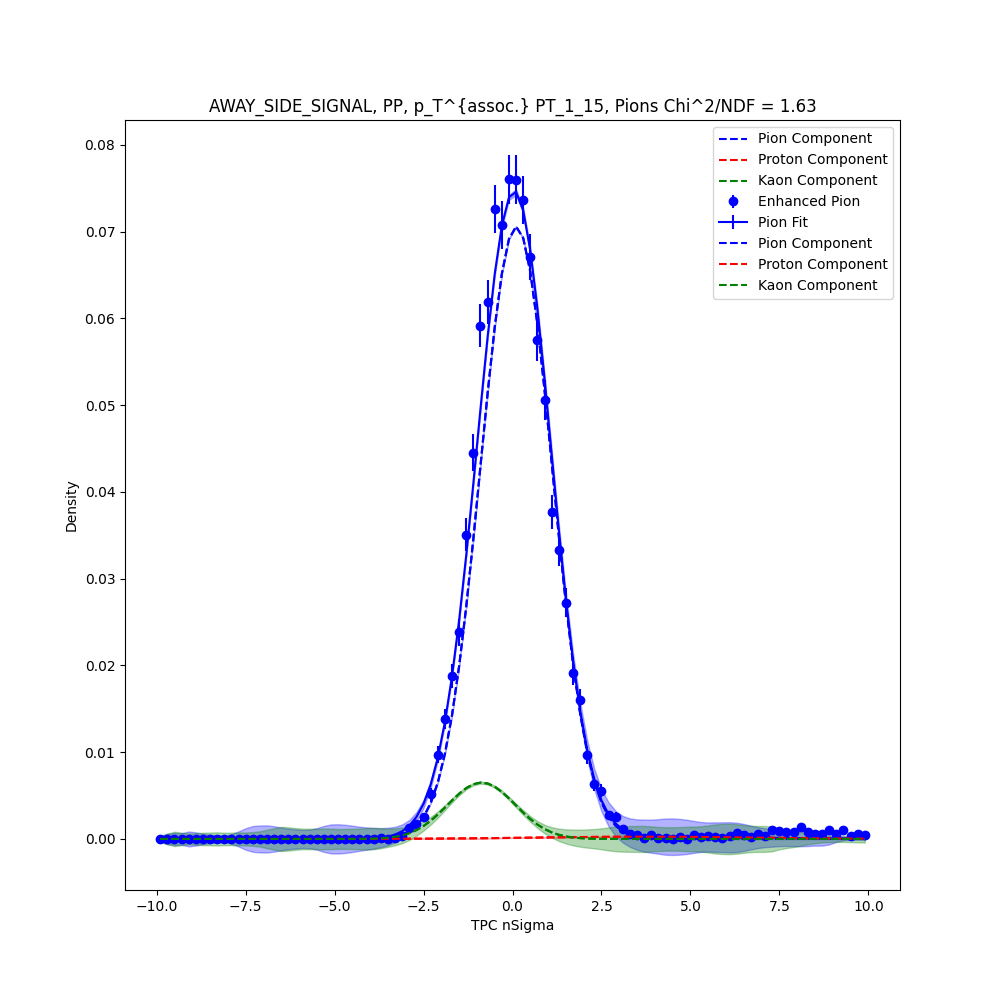 AWAY_SIDE_SIGNAL, PP, p_T^{assoc.} PT_1_15, Pions Chi^2/NDF = 1.63
Pion Component
Proton Component
Kaon Component
Enhanced Pion
Pion Fit
Pion Component
Proton Component
Kaon Component
0.08
0.07
0.06
0.05
0.04
0.03
0.02
0.01
0.00
Density
−10.0 −7.5 −5.0 −2.5 0.0 2.5 5.0 7.5 10.0
TPC nSigma